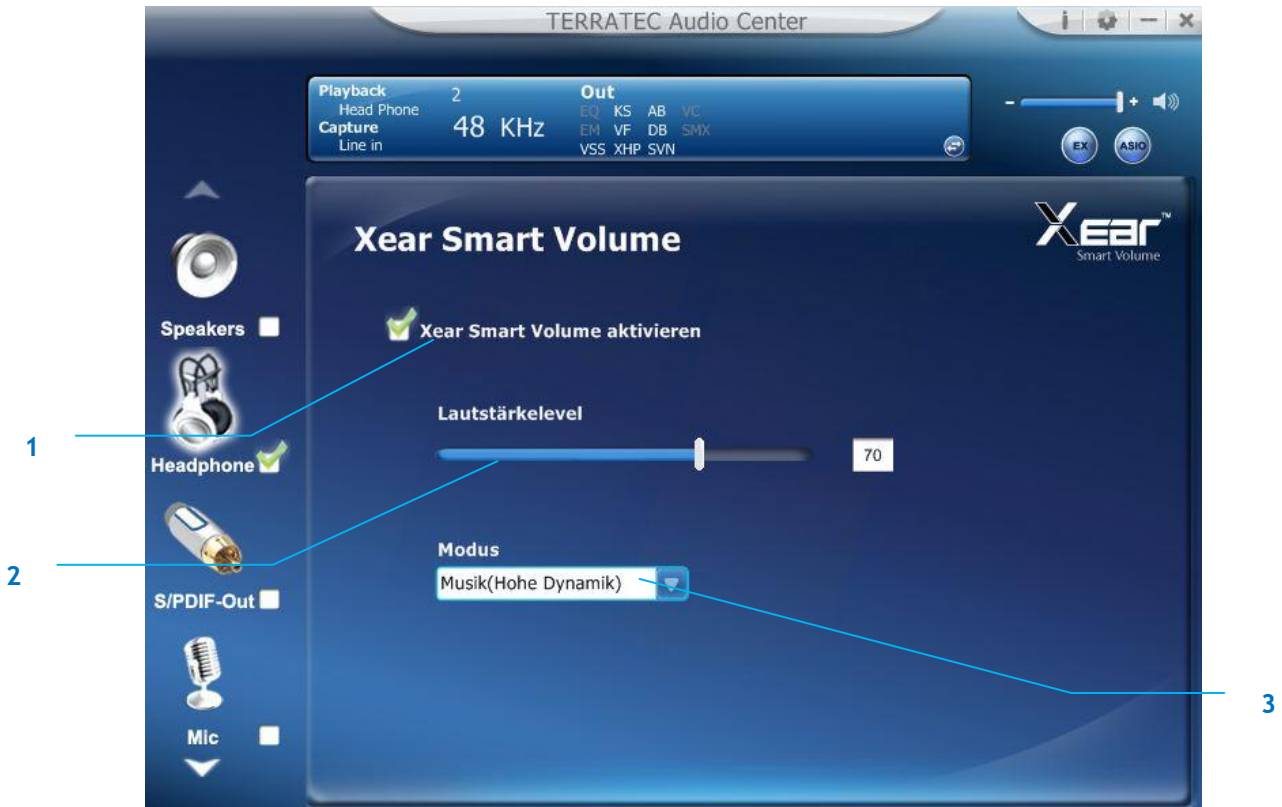 TERRATEC Audio Center
i
Playback 2 Out
Head Phone EQ KS AB VC
Capture 48 KHz EM VF DB SMX
Line in VSS XHP SVN
- +
EX ASIO
Xear Smart Volume
Xear™
Smart Volume
Speakers
Xear Smart Volume aktivieren
Lautstärkelevel
1
Headphone
70
Modus
2
Musik(Hohe Dynamik)
S/PDIF-Out
3
Mic